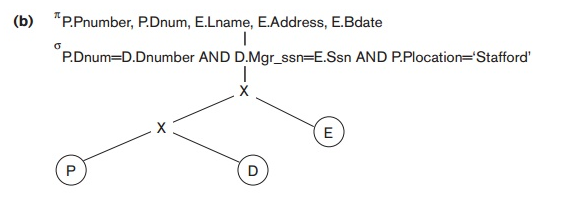 (b) π P.Pnumber, P.Dnum, E.Lname, E.Address, E.Bdate
σ P.Dnum=D.Dnumber AND D.Mgr_ssn=E.Ssn AND P.Plocation=‘Stafford’
X
X
E
P
D